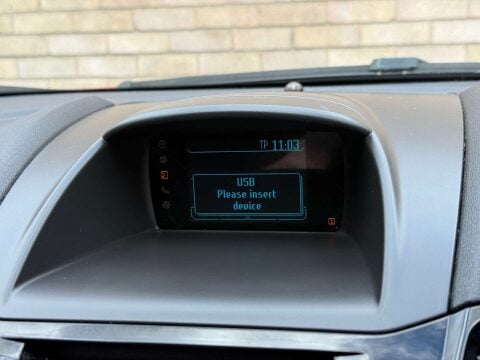 TP 11:03
USB
Please insert
device